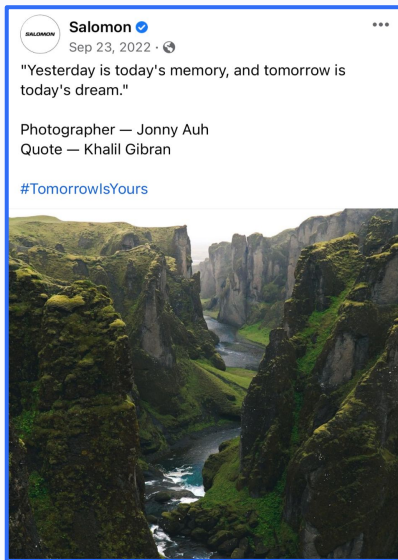 SALOMON
Salomon
Sep 23, 2022 ·
"Yesterday is today's memory, and tomorrow is
today's dream."
Photographer — Jonny Auh
Quote — Khalil Gibran
#TomorrowIsYours